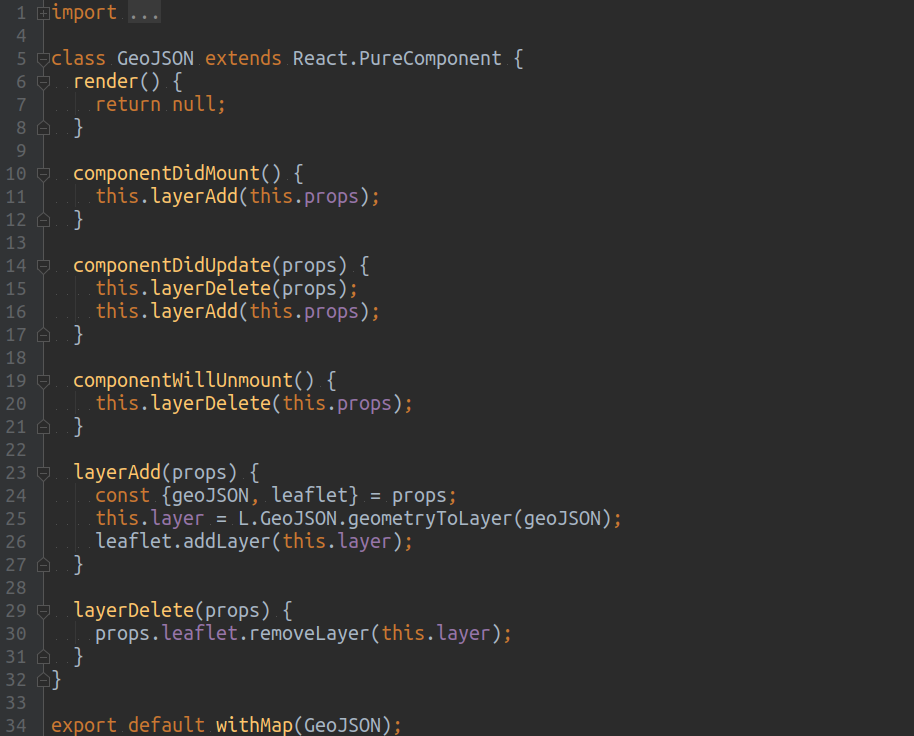 1 import ...
4
5 class GeoJSON extends React.PureComponent {
6 render() {
7 return null;
8 }
9
10 componentDidMount() {
11 this.layerAdd(this.props);
12 }
13
14 componentDidUpdate(props) {
15 this.layerDelete(props);
16 this.layerAdd(this.props);
17 }
18
19 componentWillUnmount() {
20 this.layerDelete(this.props);
21 }
22
23 layerAdd(props) {
24 const {geoJSON, leaflet} = props;
25 this.layer = L.GeoJSON.geometryToLayer(geoJSON);
26 leaflet.addLayer(this.layer);
27 }
28
29 layerDelete(props) {
30 props.leaflet.removeLayer(this.layer);
31 }
32 }
33
34 export default withMap(GeoJSON);